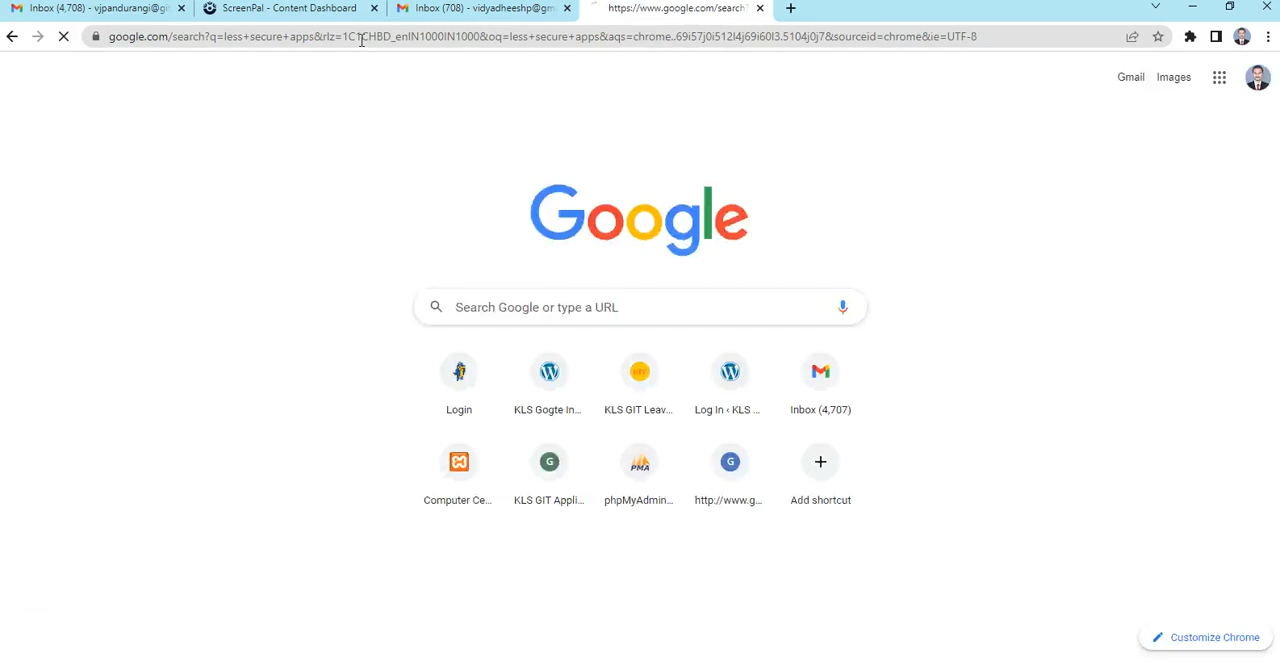 Inbox (4,708) - vjpandurangi@gi
ScreenPal - Content Dashboard
Inbox (708) - vidyadheeshp@gm
https://www.google.com/search?
google.com/search?q=less+secure+apps&rlz=1C1CHBD_enIN1000IN1000&oq=less+secure+apps&aqs=chrome..69i57j0i512l4j69i60l3.5104j0j7&sourceid=chrome&ie=UTF-8
Gmail Images
Google
Search Google or type a URL
Login KLS Gogte In... KLS GIT Leav... Log In ‹ KLS ... Inbox (4,707)
Computer Ce... KLS GIT Appli... phpMyAdmin... http://www.g... Add shortcut
Customize Chrome